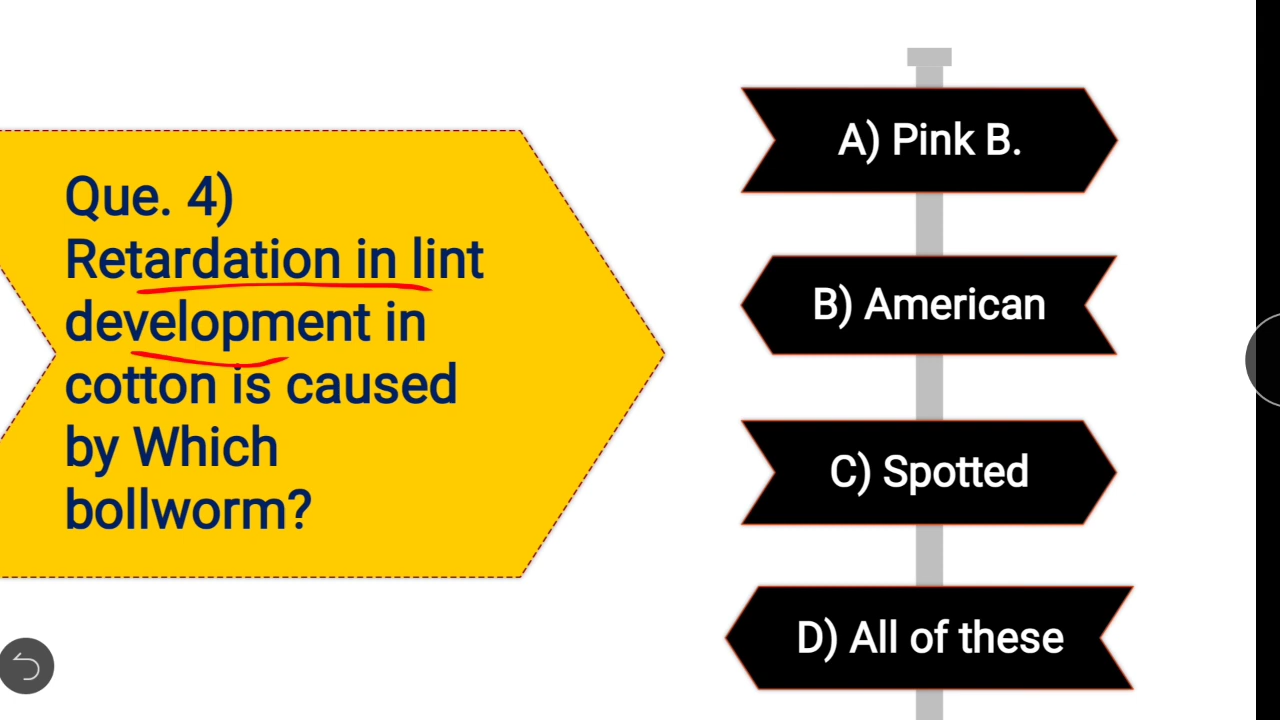 Que. 4)
Retardation in lint
development in
cotton is caused
by Which
bollworm?
A) Pink B.
B) American
C) Spotted
D) All of these